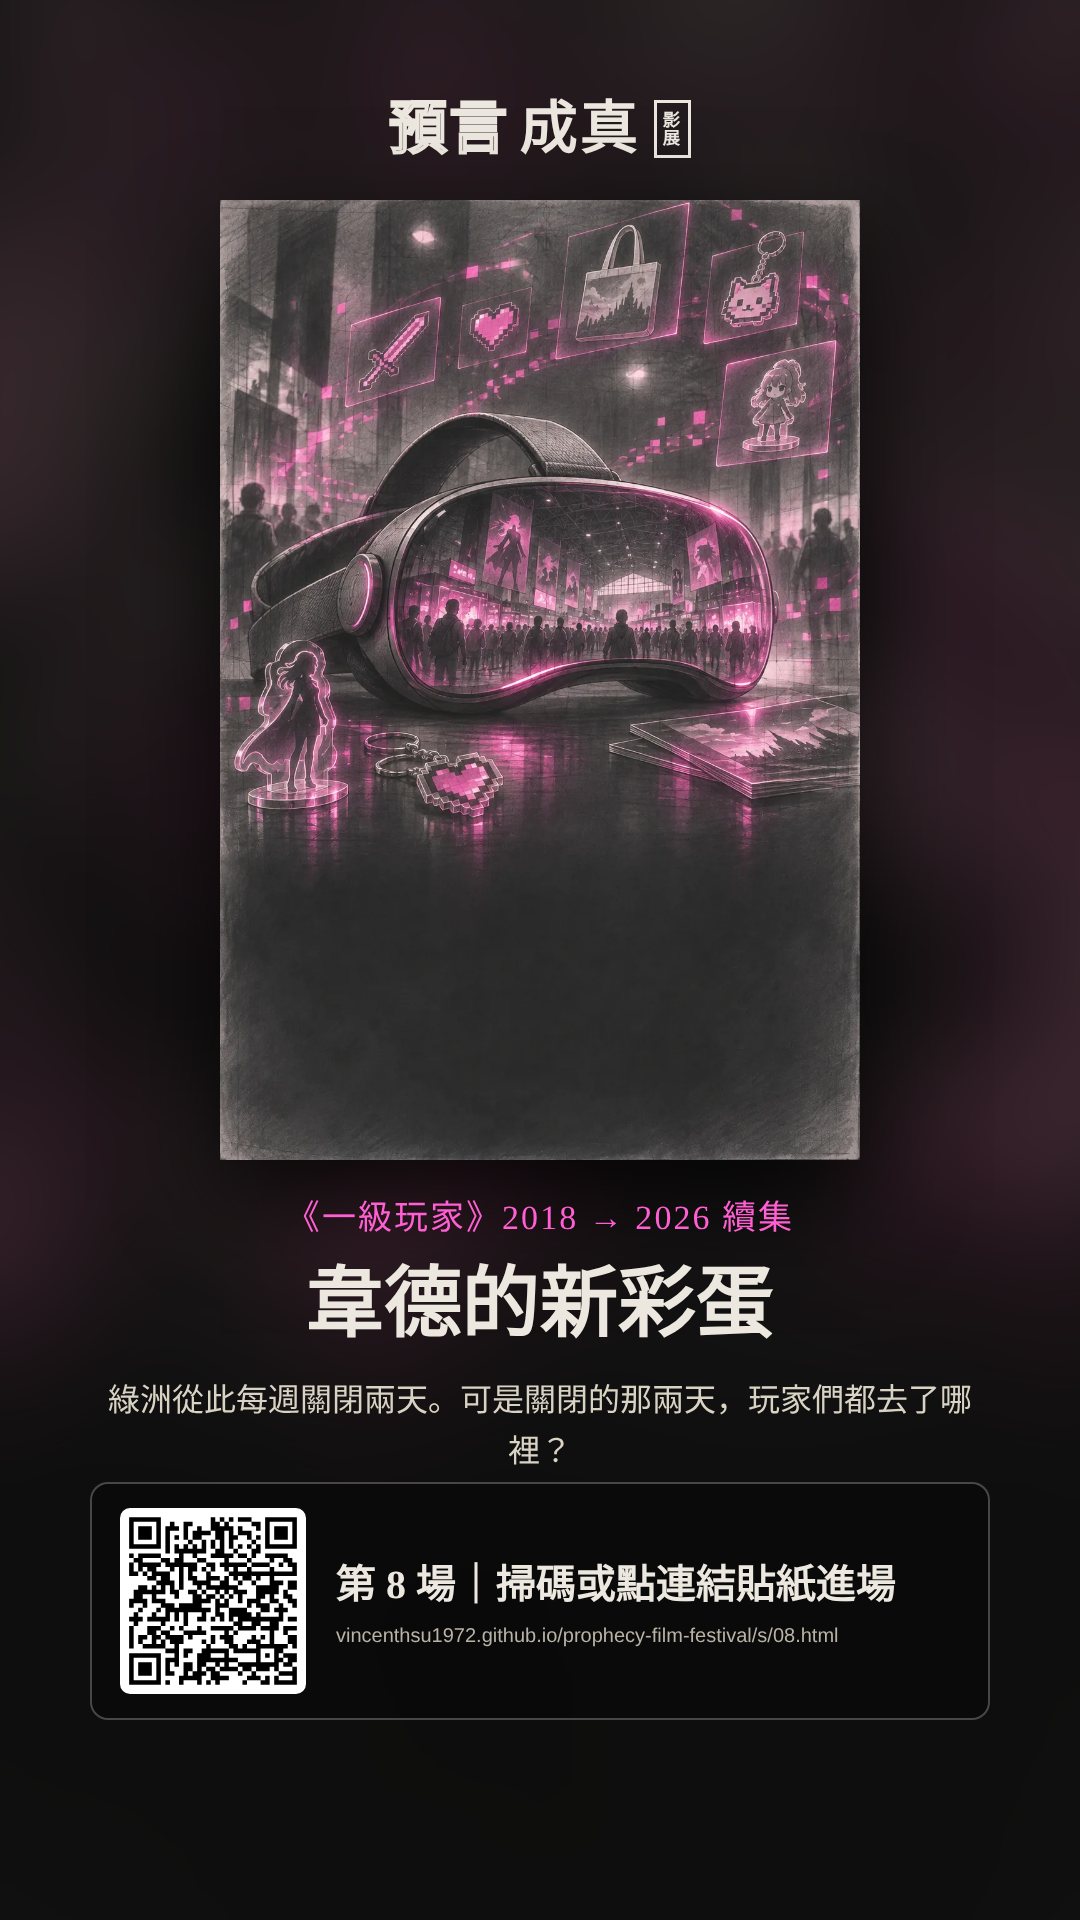 預言成真 影展
《一級玩家》2018 → 2026 續集
韋德的新彩蛋
綠洲從此每週關閉兩天。可是關閉的那兩天，玩家們都去了哪
裡？
第 8 場｜掃碼或點連結貼紙進場
vincenthsu1972.github.io/prophecy-film-festival/s/08.html